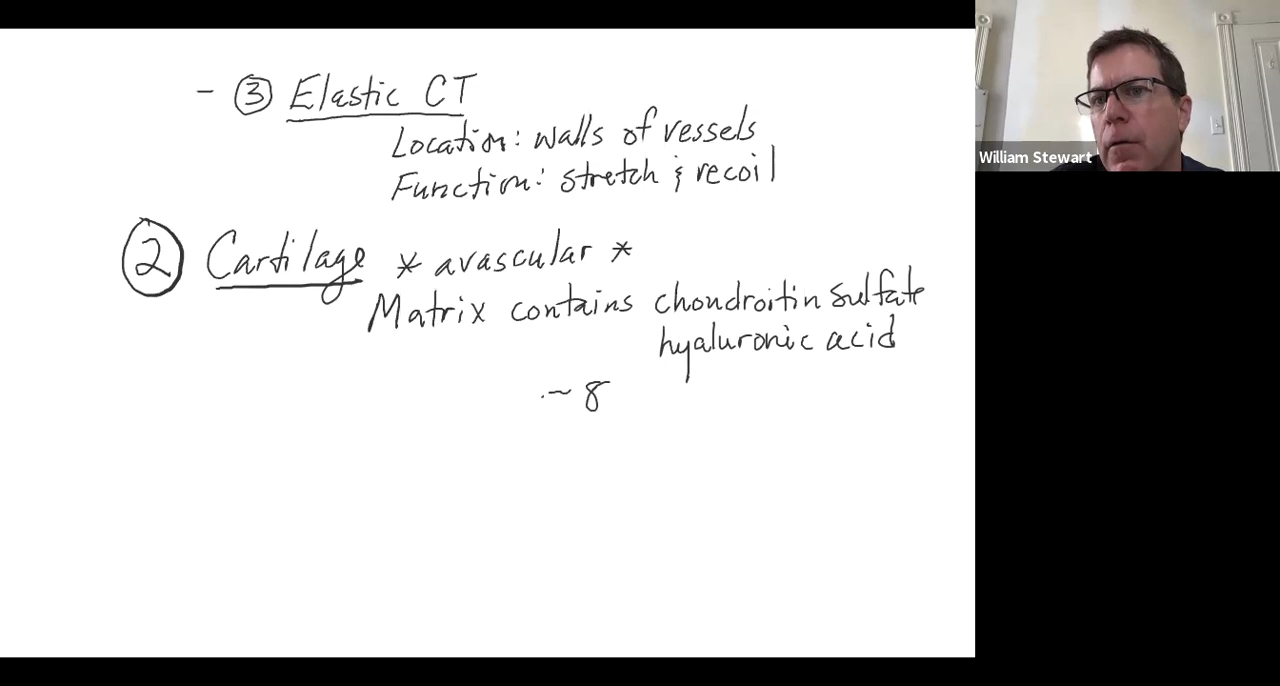 - ③ Elastic CT
Location: walls of vessels
Function: stretch & recoil
② Cartilage * avascular *
Matrix contains chondroitin sulfate
hyaluronic acid
~ 8
William Stewart